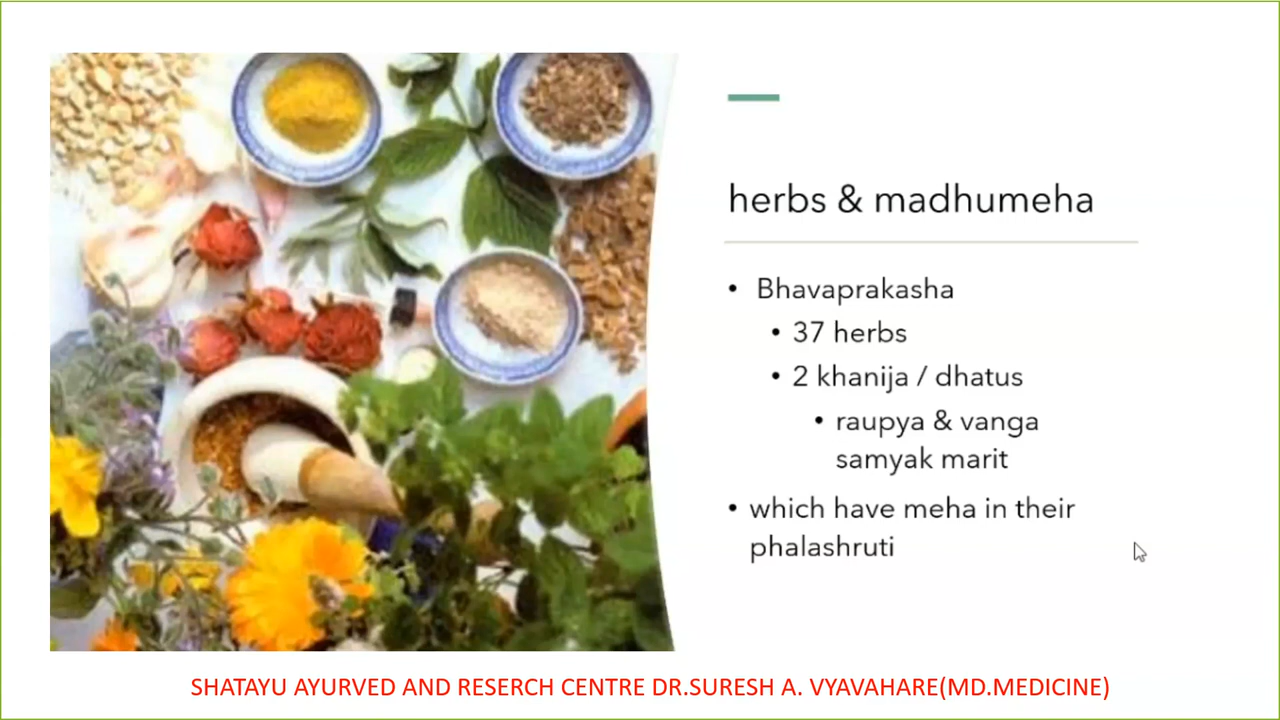 herbs & madhumeha
• Bhavaprakasha
• 37 herbs
• 2 khanija / dhatus
• raupya & vanga
samyak marit
• which have meha in their
phalashruti
SHATAYU AYURVED AND RESERCH CENTRE DR.SURESH A. VYAVAHARE(MD.MEDICINE)